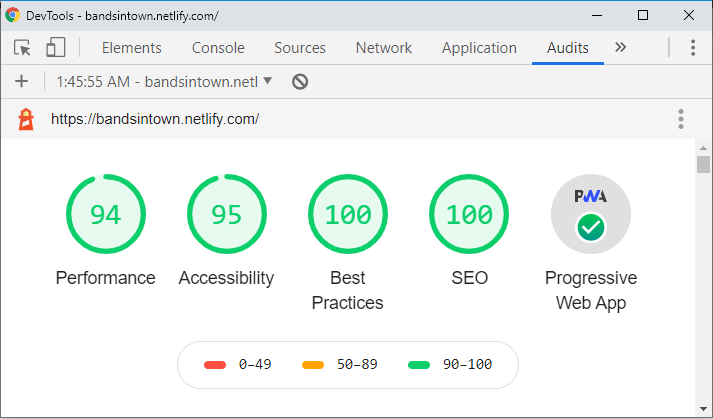 DevTools - bandsintown.netlify.com/
Elements Console Sources Network Application Audits »
1:45:55 AM - bandsintown.netl
https://bandsintown.netlify.com/
94 95 100 100 PWA
Performance Accessibility Best Practices SEO Progressive Web App
0–49 50–89 90–100